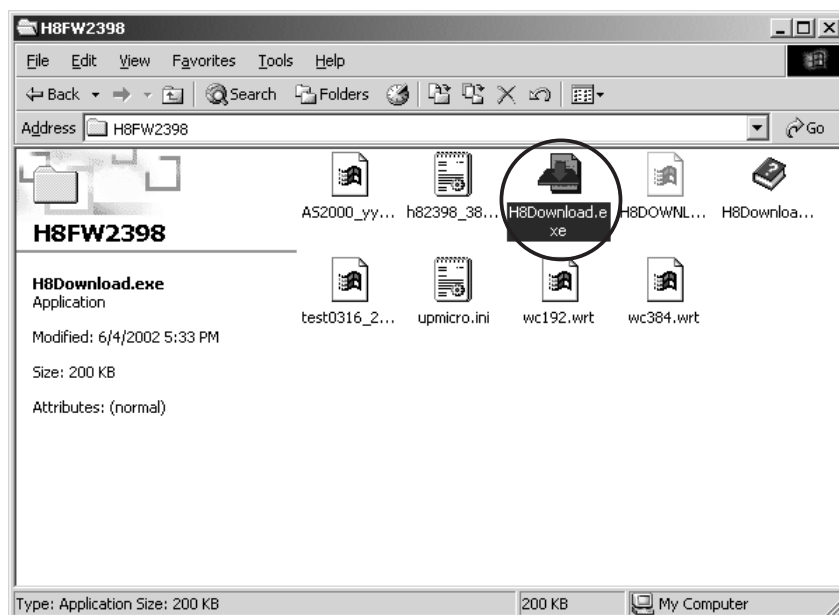 H8FW2398
File Edit View Favorites Tools Help
Back Search Folders
Address H8FW2398 Go
H8FW2398
H8Download.exe
Application
Modified: 6/4/2002 5:33 PM
Size: 200 KB
Attributes: (normal)
AS2000_yy... h82398_38... H8Download.e
xe H8DOWNL... H8Downloa...
test0316_2... upmicro.ini wc192.wrt wc384.wrt
Type: Application Size: 200 KB 200 KB My Computer